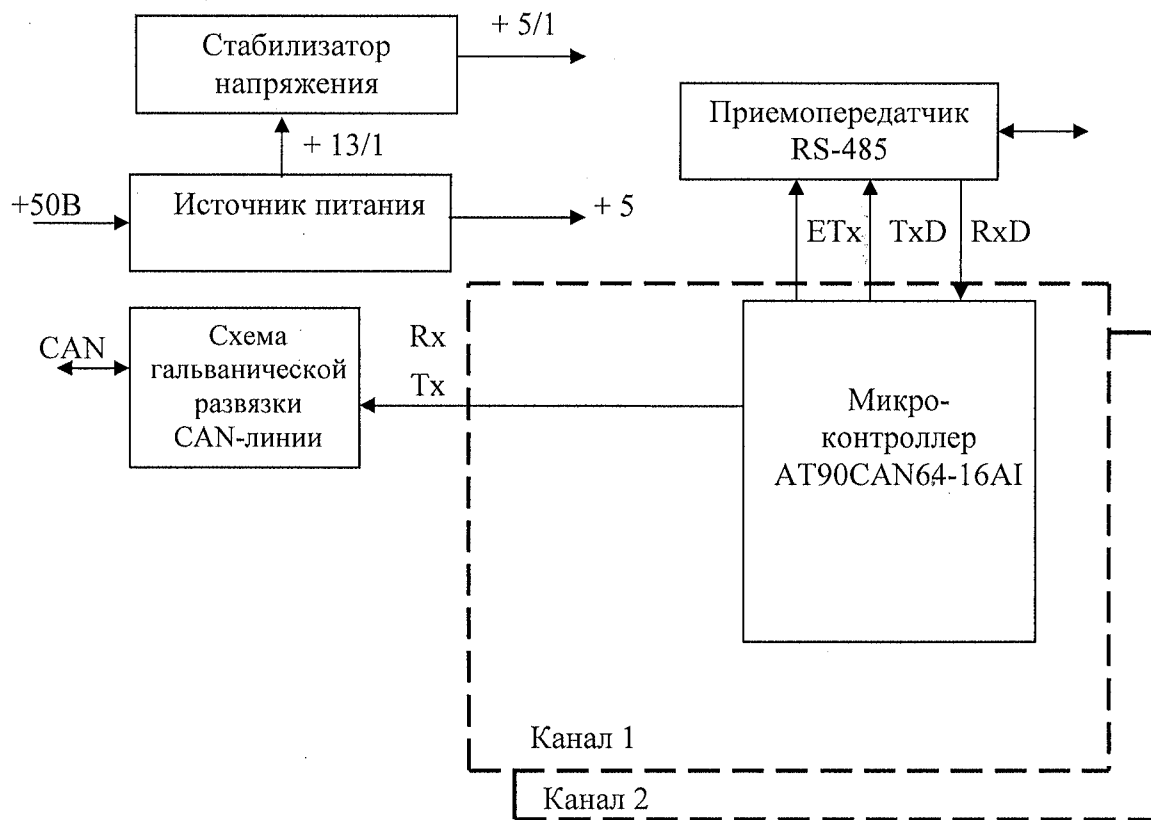 + 5/1
Стабилизатор
напряжения
+ 13/1
+50В
Источник питания
+ 5
Приемопередатчик
RS-485
ETx
TxD
RxD
CAN
Схема
гальванической
развязки
CAN-линии
Rx
Tx
Микро-
контроллер
AT90CAN64-16AI
Канал 1
Канал 2